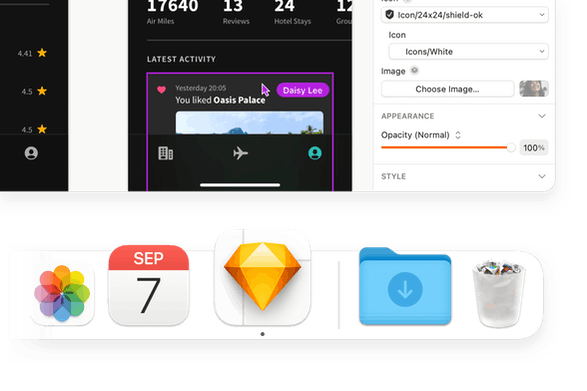 17640 13 24 12
Air Miles Reviews Hotel Stays
LATEST ACTIVITY
4.41
4.5
4.5
Yesterday 20:05
You liked Oasis Palace
Daisy Lee
Icon/24x24/shield-ok
Icon
Icons/White
Image
Choose Image...
APPEARANCE
Opacity (Normal)
100%
STYLE
SEP
7